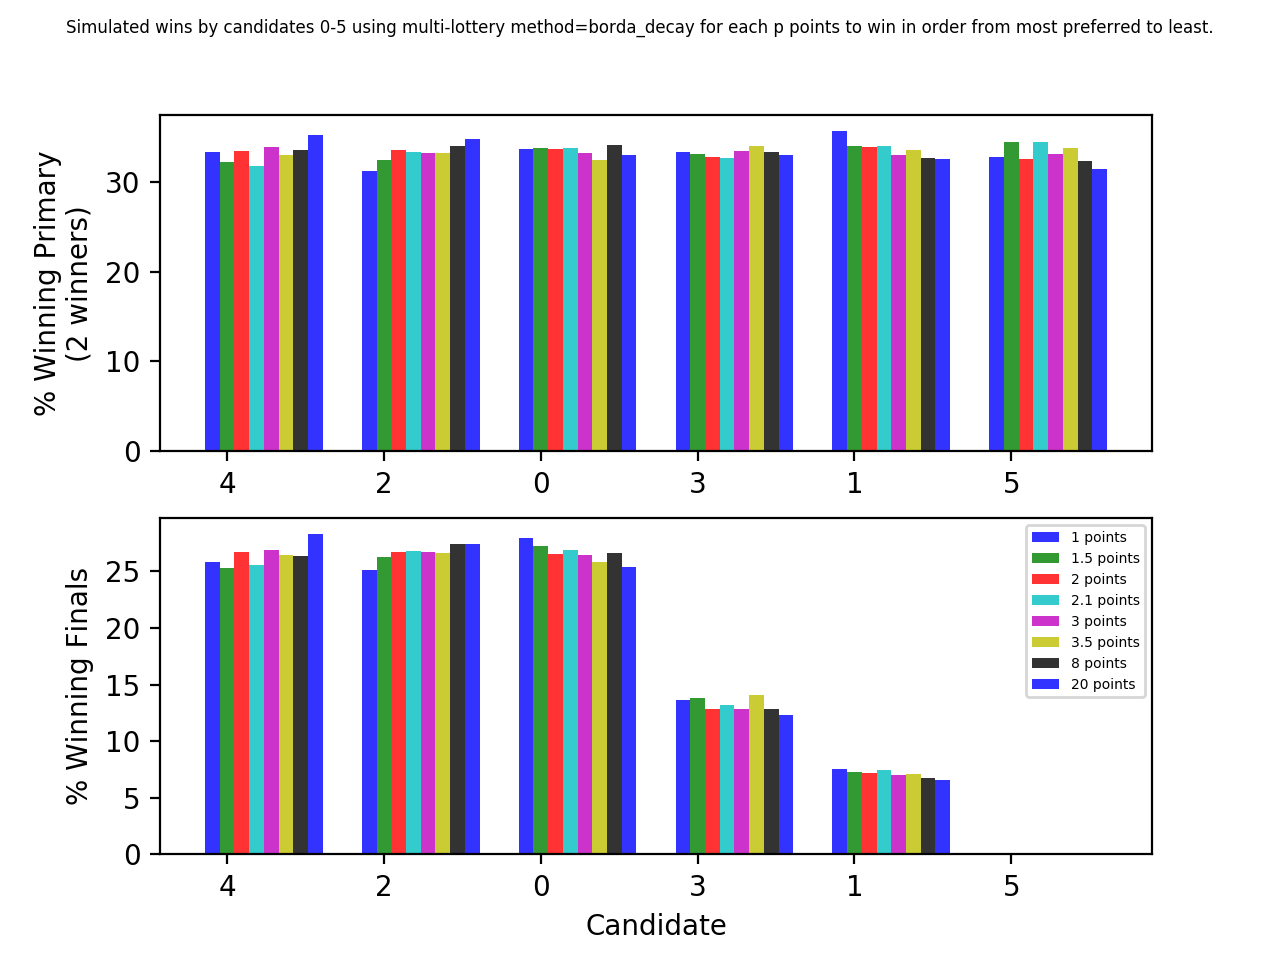 Simulated wins by candidates 0-5 using multi-lottery method=borda_decay for each p points to win in order from most preferred to least.
% Winning Primary
(2 winners)
30
20
10
0
4 2 0 3 1 5
% Winning Finals
25
20
15
10
5
0
1 points
1.5 points
2 points
2.1 points
3 points
3.5 points
8 points
20 points
4 2 0 3 1 5
Candidate